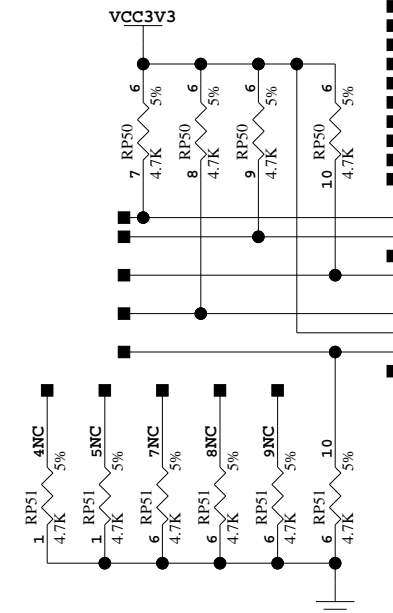 VCC3V3
6 5% RP50 4.7K 7
6 5% RP50 4.7K 8
6 5% RP50 4.7K 9
6 5% RP50 4.7K 10
4NC 5% RP51 4.7K 1
5NC 5% RP51 4.7K 1
7NC 5% RP51 4.7K 6
8NC 5% RP51 4.7K 6
9NC 5% RP51 4.7K 6
10 5% RP51 4.7K 6